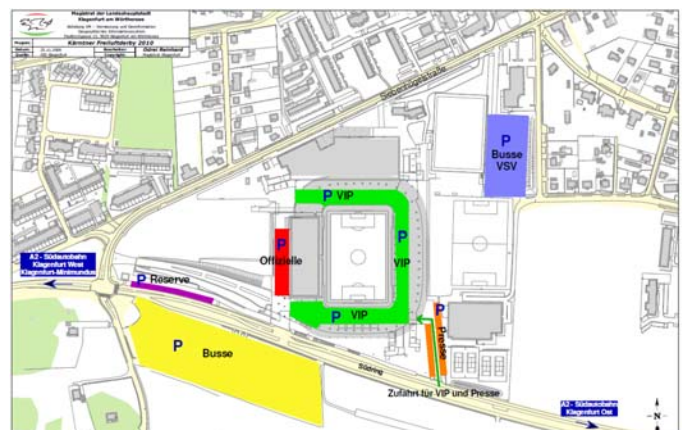 Magistrat der Landeshauptstadt
Klagenfurt am Wörthersee
Kärntner Freiluftderby 2010
Siebenhügelstraße
P
Busse
VSV
P VIP
P
VIP
P
Offizielle
P VIP
A2 - Südautobahn
Klagenfurt West
Klagenfurt-Minimundus
P Reserve
P
Presse
P
Busse
Südring
Zufahrt für VIP und Presse
A2 - Südautobahn
Klagenfurt Ost
N